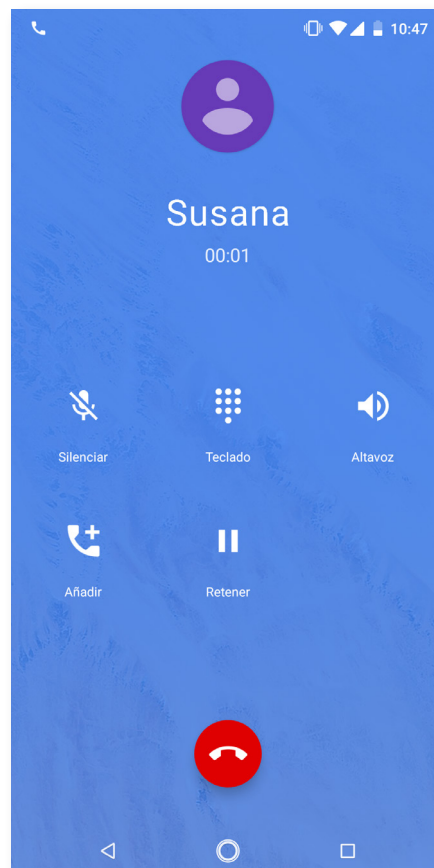 10:47
Susana
00:01
Silenciar
Teclado
Altavoz
Añadir
Retener